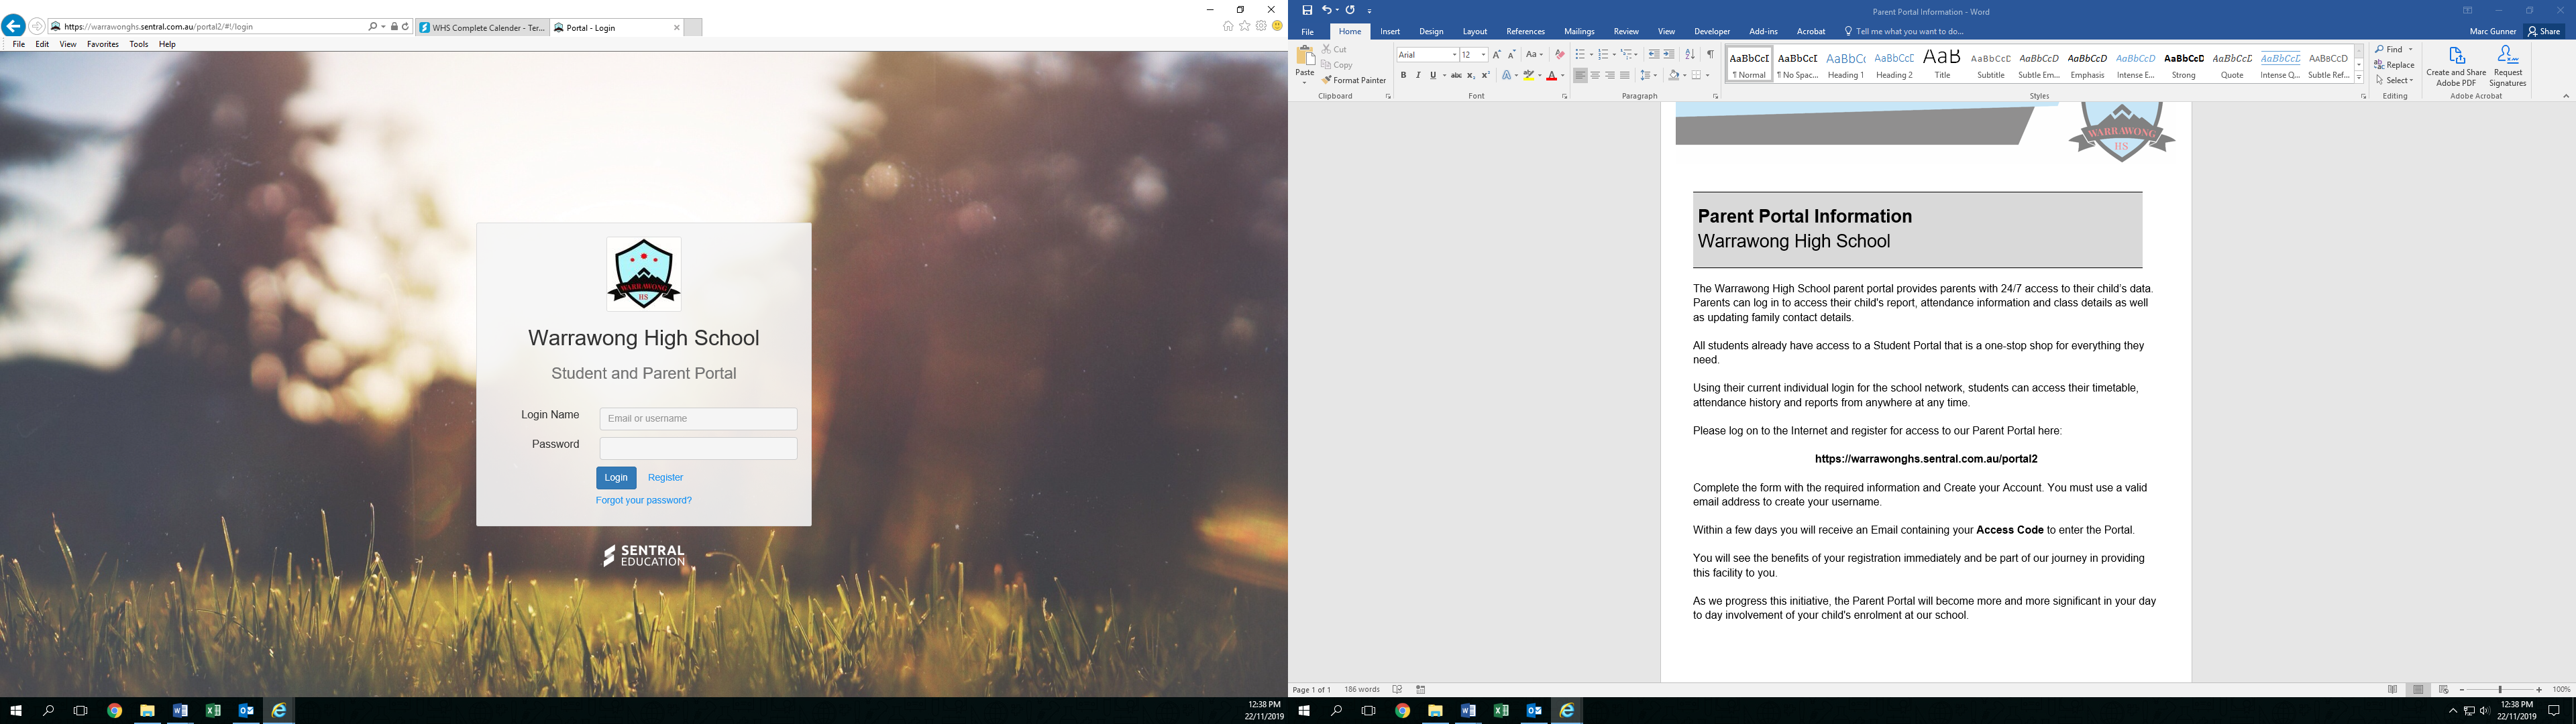 https://warrawonghs.sentral.com.au/portal2/#!/login
WHS Complete Calender - Ter...
Portal - Login
File Edit View Favorites Tools Help
WARRAWONG
HS
Warrawong High School
Student and Parent Portal
Login Name
Email or username
Password
Login Register
Forgot your password?
SENTRAL
EDUCATION
12:38 PM
22/11/2019
Parent Portal Information - Word
File Home Insert Design Layout References Mailings Review View Developer Add-ins Acrobat Tell me what you want to do...
Marc Gunner Share
Paste
Cut
Copy
Format Painter
Clipboard
Arial 12
Font
Paragraph
AaBbCcI AaBbCcI AaBbC( AaBbCcE AaB AaBbCcD AaBbCcD AaBbCcD AaBbCcD AaBbCcD AaBbCcD AaBbCcD AABBCCD
¶ Normal ¶ No Spac... Heading 1 Heading 2 Title Subtitle Subtle Em... Emphasis Intense E... Strong Quote Intense Q... Subtle Ref...
Styles
Find
Replace
Select
Editing
Create and Share
Adobe PDF
Request
Signatures
Adobe Acrobat
WARRAWONG
HS
Parent Portal Information
Warrawong High School
The Warrawong High School parent portal provides parents with 24/7 access to their child's data.
Parents can log in to access their child's report, attendance information and class details as well
as updating family contact details.
All students already have access to a Student Portal that is a one-stop shop for everything they
need.
Using their current individual login for the school network, students can access their timetable,
attendance history and reports from anywhere at any time.
Please log on to the Internet and register for access to our Parent Portal here:
https://warrawonghs.sentral.com.au/portal2
Complete the form with the required information and Create your Account. You must use a valid
email address to create your username.
Within a few days you will receive an Email containing your Access Code to enter the Portal.
You will see the benefits of your registration immediately and be part of our journey in providing
this facility to you.
As we progress this initiative, the Parent Portal will become more and more significant in your day
to day involvement of your child's enrolment at our school.
Page 1 of 1 186 words
100%
12:38 PM
22/11/2019